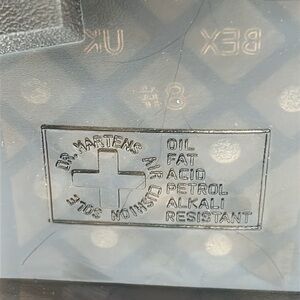 UK
BEX
#8
DR. MARTENS AIR CUSHION SOLE
OIL
FAT
ACID
PETROL
ALKALI
RESISTANT